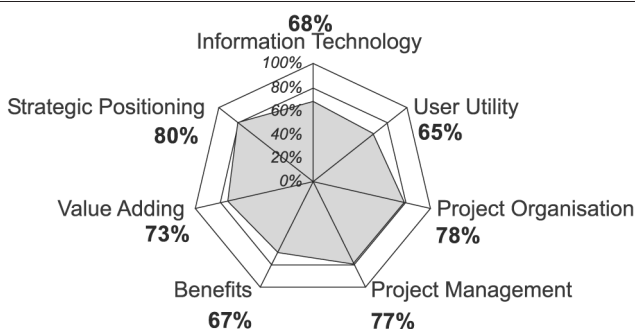 68%
Information Technology
100%
80%
60%
40%
20%
0%
Strategic Positioning
80%
User Utility
65%
Value Adding
73%
Project Organisation
78%
Benefits
67%
Project Management
77%